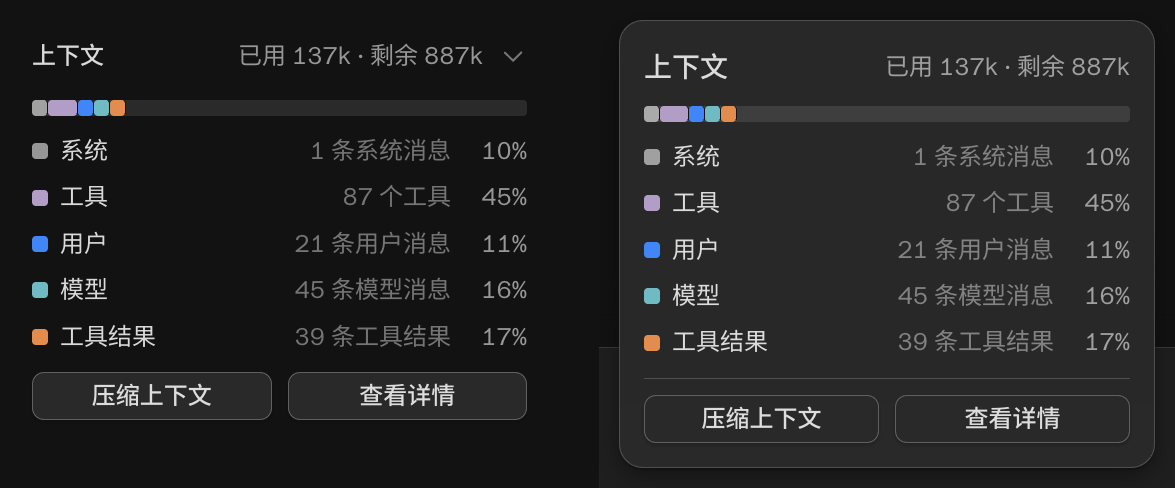 上下文 已用 137k · 剩余 887k
系统 1 条系统消息 10%
工具 87 个工具 45%
用户 21 条用户消息 11%
模型 45 条模型消息 16%
工具结果 39 条工具结果 17%
压缩上下文 查看详情
上下文 已用 137k · 剩余 887k
系统 1 条系统消息 10%
工具 87 个工具 45%
用户 21 条用户消息 11%
模型 45 条模型消息 16%
工具结果 39 条工具结果 17%
压缩上下文 查看详情